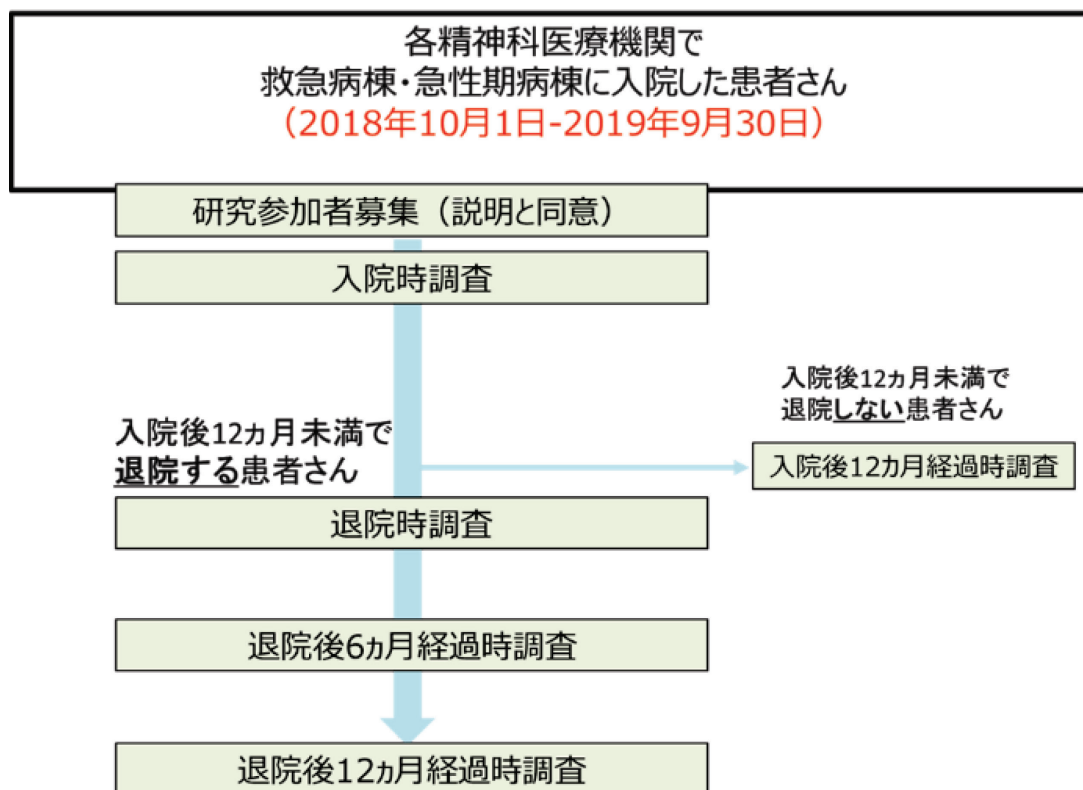 各精神科医療機関で
救急病棟・急性期病棟に入院した患者さん
（2018年10月1日-2019年9月30日）
研究参加者募集（説明と同意）
入院時調査
入院後12ヵ月未満で
退院しない患者さん
入院後12カ月経過時調査
入院後12ヵ月未満で
退院する患者さん
退院時調査
退院後6ヵ月経過時調査
退院後12ヵ月経過時調査